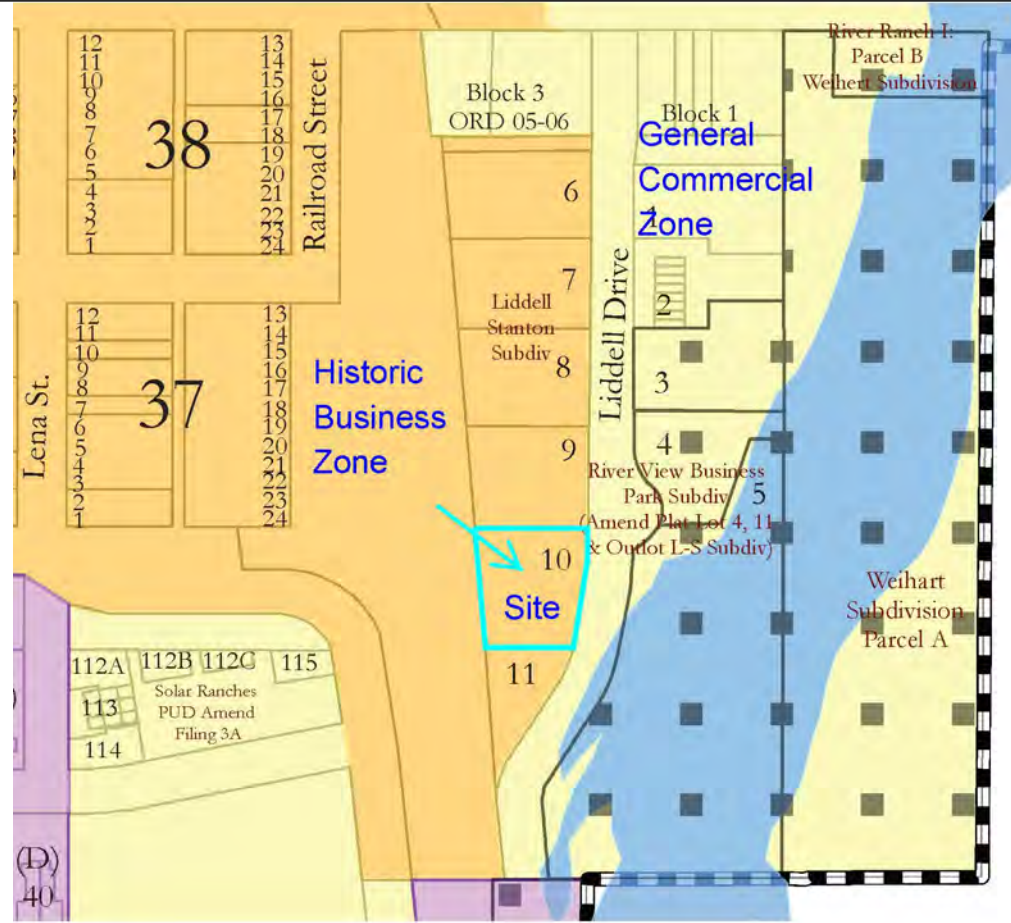 12
11
10
9
8
7
6
5
4
3
2
1
38
13
14
15
16
17
18
19
20
21
22
23
24
Railroad Street
Block 3
ORD 05-06
Block 1
River Ranch I:
Parcel B
Weihert Subdivision
General
Commercial
Zone
6
7
Liddell
Stanton
Subdiv
8
9
Liddell Drive
1
2
3
4
5
Lena St.
12
11
10
9
8
7
6
5
4
3
2
1
37
13
14
15
16
17
18
19
20
21
22
23
24
Historic
Business
Zone
River View Business
Park Subdiv
(Amend Plat Lot 4, 11
& Outlot L-S Subdiv)
10
Site
11
Weihart
Subdivision
Parcel A
112A
112B
112C
115
113
114
Solar Ranches
PUD Amend
Filing 3A
(D)
40